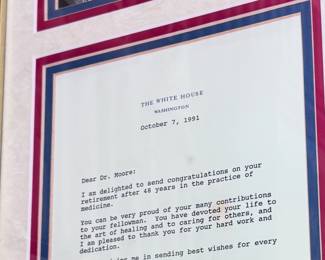 THE WHITE HOUSE
WASHINGTON
October 7, 1991
Dear Dr. Moore:
I am delighted to send congratulations on your
retirement after 48 years in the practice of
medicine.
You can be very proud of your many contributions
to your fellowman. You have devoted your life to
the art of healing and to caring for others, and
I am pleased to thank you for your hard work and
dedication.
me in sending best wishes for every